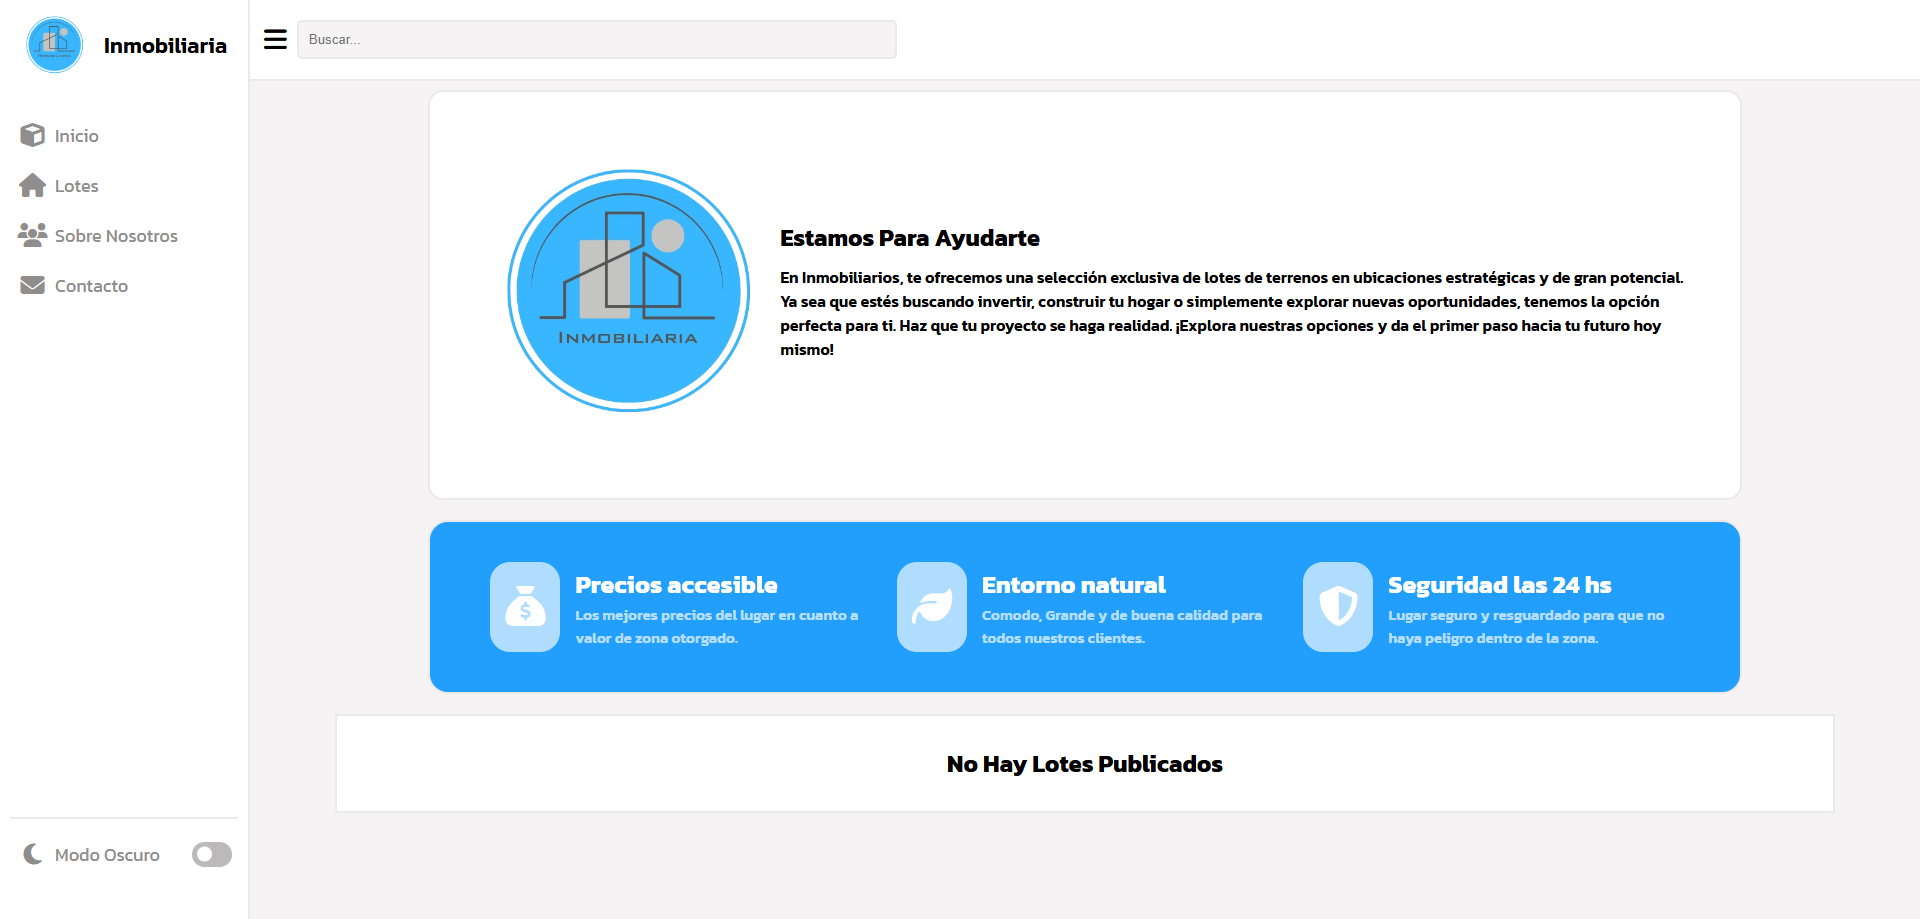 Inmobiliaria
Buscar...
Inicio
Lotes
Sobre Nosotros
Contacto
INMOBILIARIA
Estamos Para Ayudarte
En Inmobiliarios, te ofrecemos una selección exclusiva de lotes de terrenos en ubicaciones estratégicas y de gran potencial.
Ya sea que estés buscando invertir, construir tu hogar o simplemente explorar nuevas oportunidades, tenemos la opción
perfecta para ti. Haz que tu proyecto se haga realidad. ¡Explora nuestras opciones y da el primer paso hacia tu futuro hoy
mismo!
Precios accesible
Los mejores precios del lugar en cuanto a
valor de zona otorgado.
Entorno natural
Comodo, Grande y de buena calidad para
todos nuestros clientes.
Seguridad las 24 hs
Lugar seguro y resguardado para que no
haya peligro dentro de la zona.
No Hay Lotes Publicados
Modo Oscuro